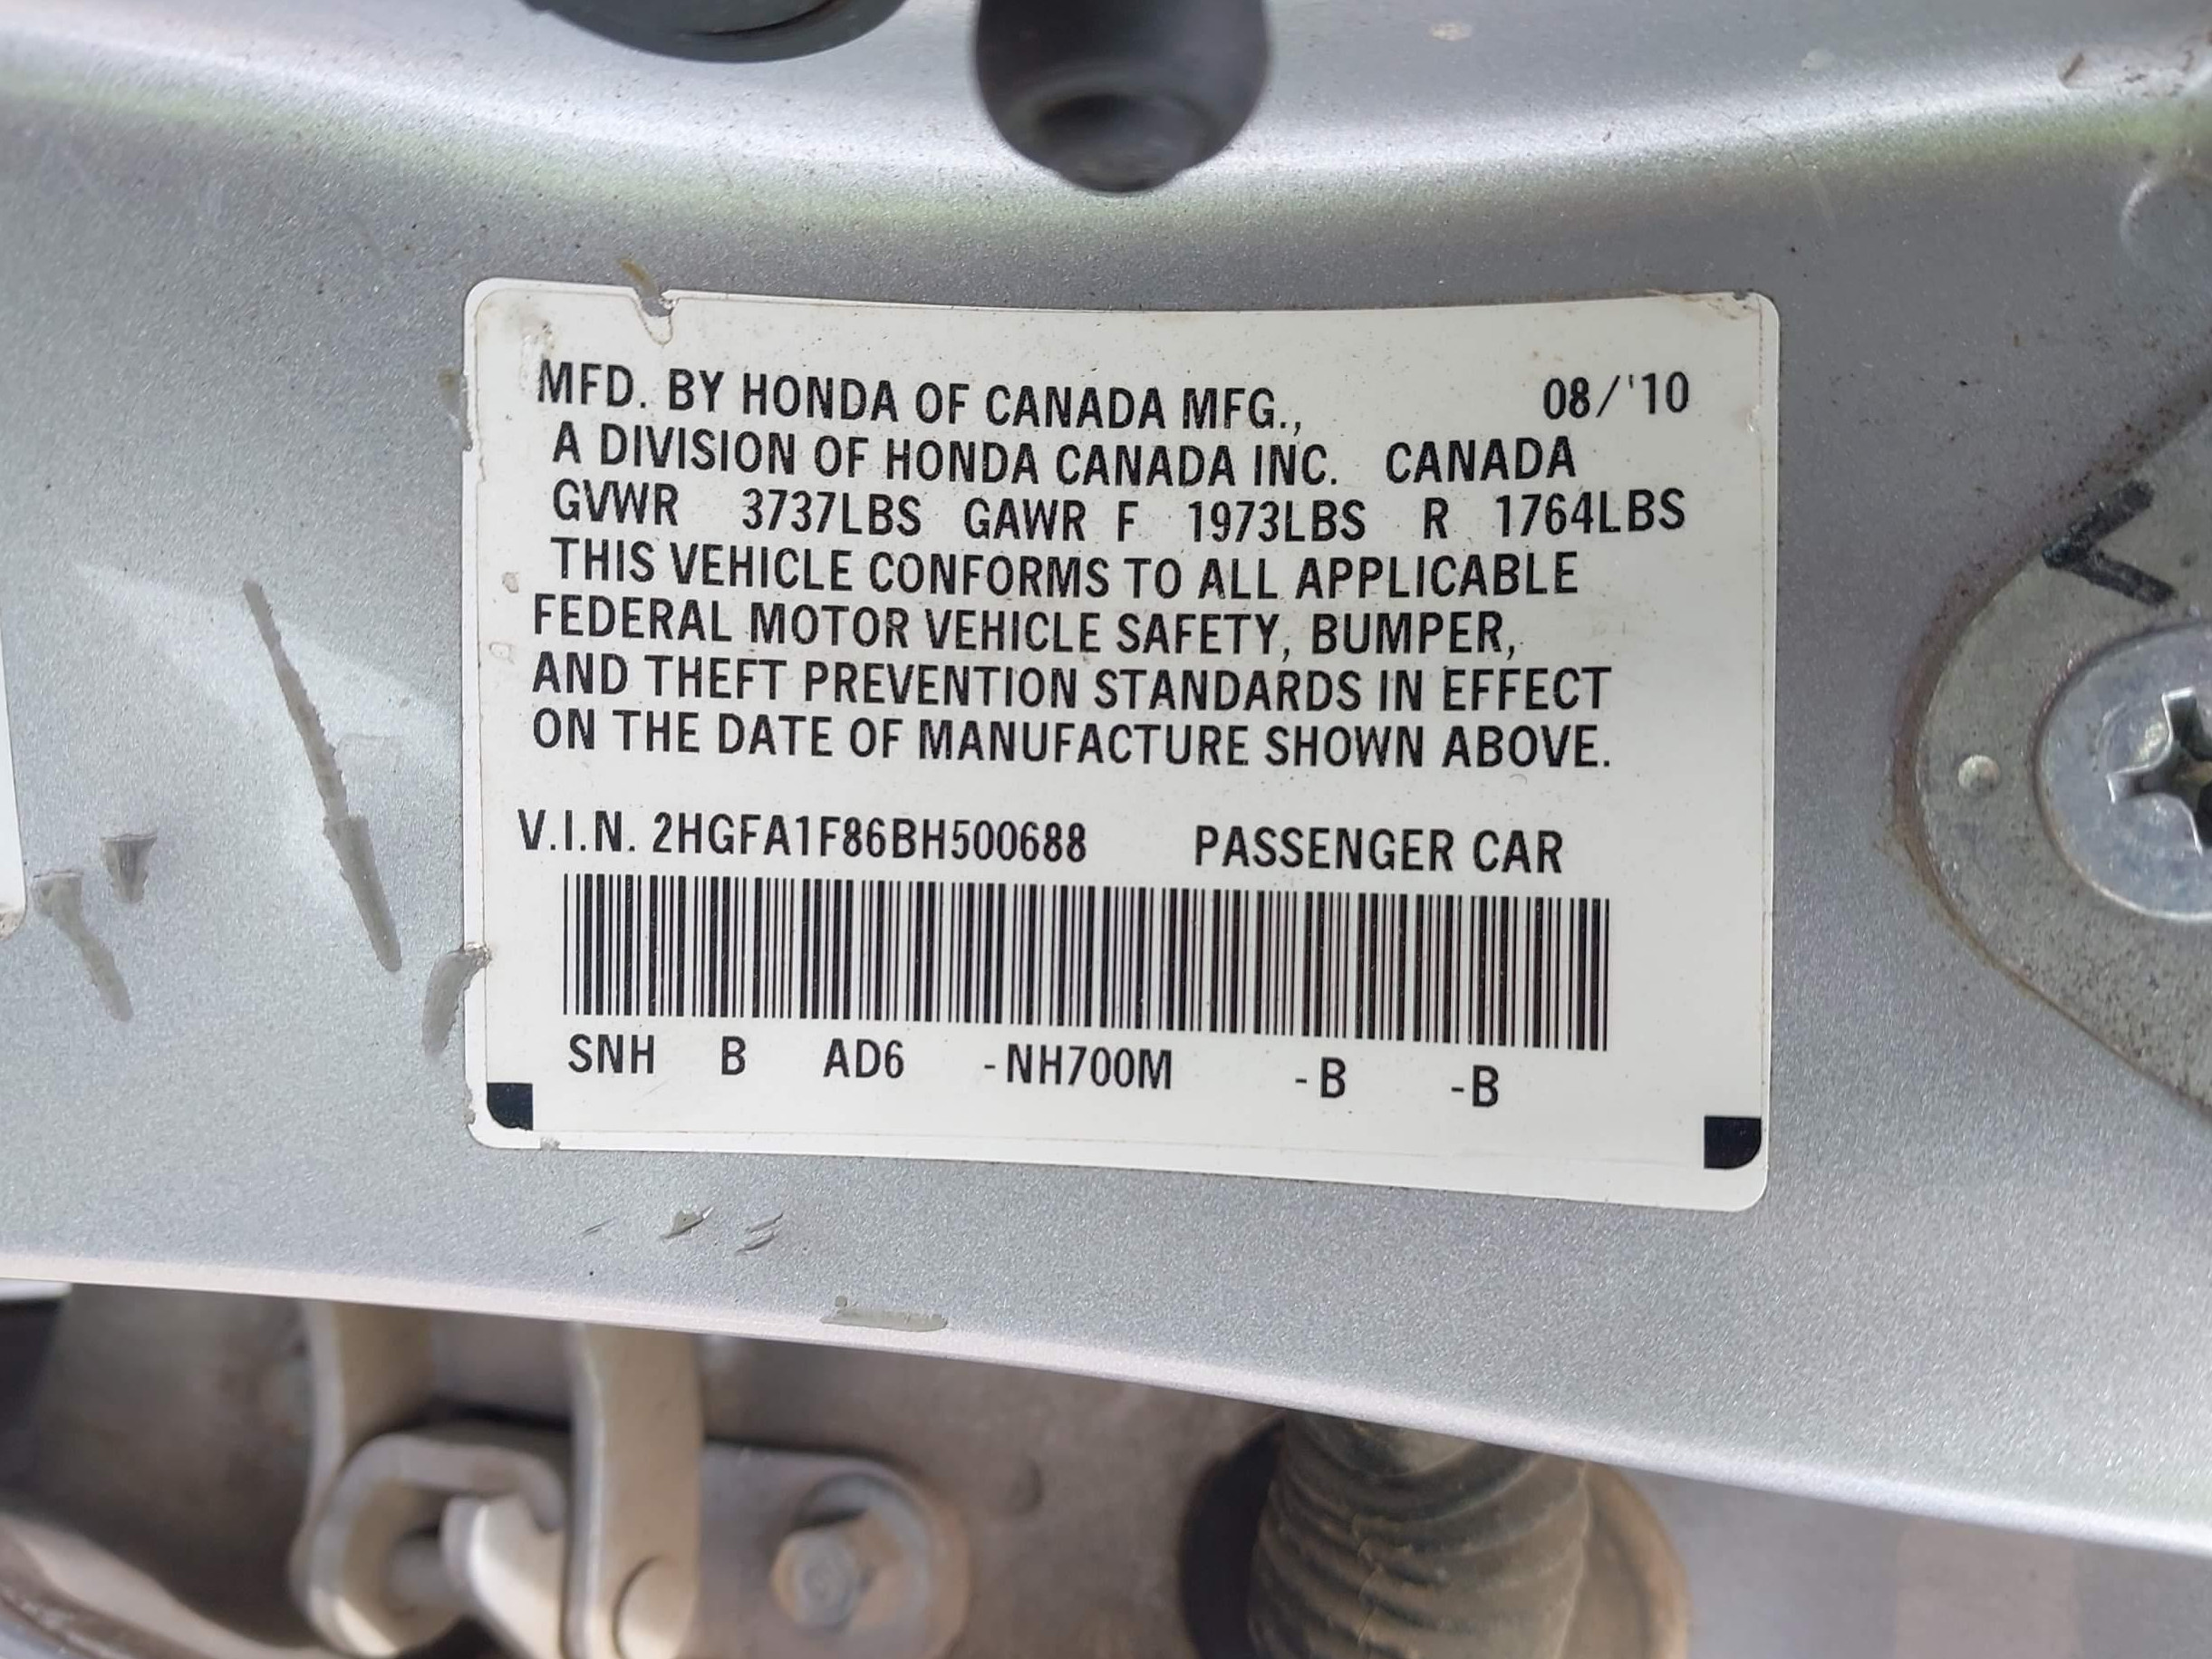 MFD. BY HONDA OF CANADA MFG., 08/'10
A DIVISION OF HONDA CANADA INC. CANADA
GVWR 3737LBS GAWR F 1973LBS R 1764LBS
THIS VEHICLE CONFORMS TO ALL APPLICABLE
FEDERAL MOTOR VEHICLE SAFETY, BUMPER,
AND THEFT PREVENTION STANDARDS IN EFFECT
ON THE DATE OF MANUFACTURE SHOWN ABOVE.
V.I.N. 2HGFA1F86BH500688 PASSENGER CAR
SNH B AD6 -NH700M -B -B